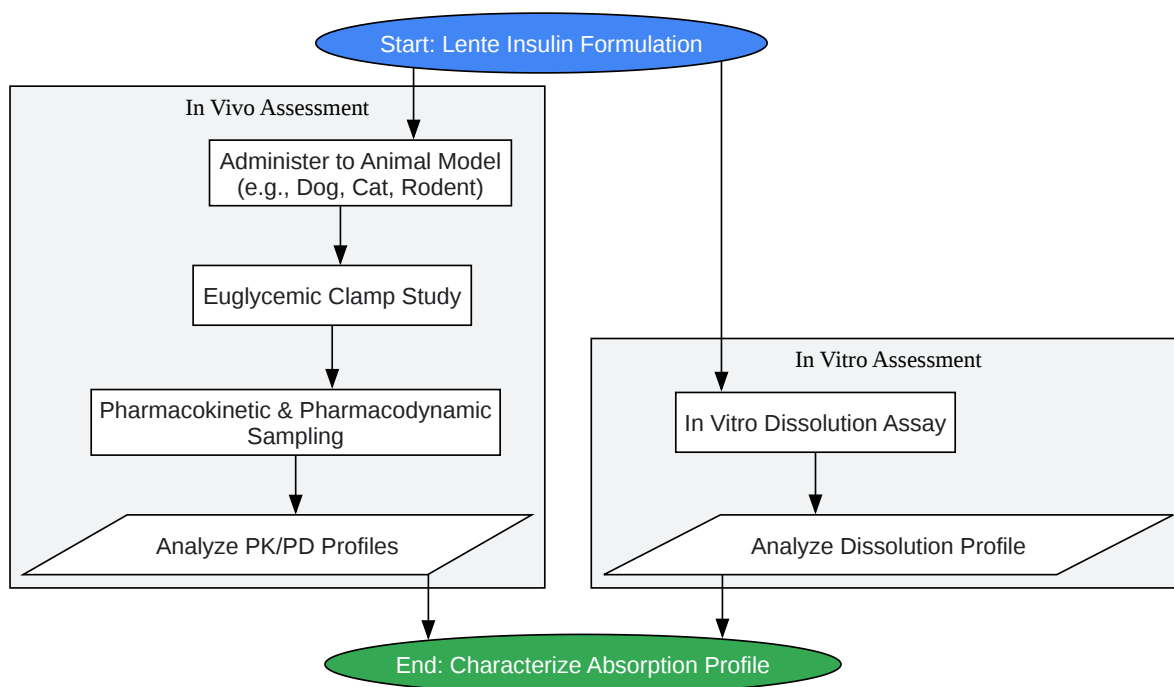 Start: Lente Insulin Formulation
In Vivo Assessment
Administer to Animal Model
(e.g., Dog, Cat, Rodent)
Euglycemic Clamp Study
Pharmacokinetic & Pharmacodynamic
Sampling
Analyze PK/PD Profiles
In Vitro Assessment
In Vitro Dissolution Assay
Analyze Dissolution Profile
End: Characterize Absorption Profile